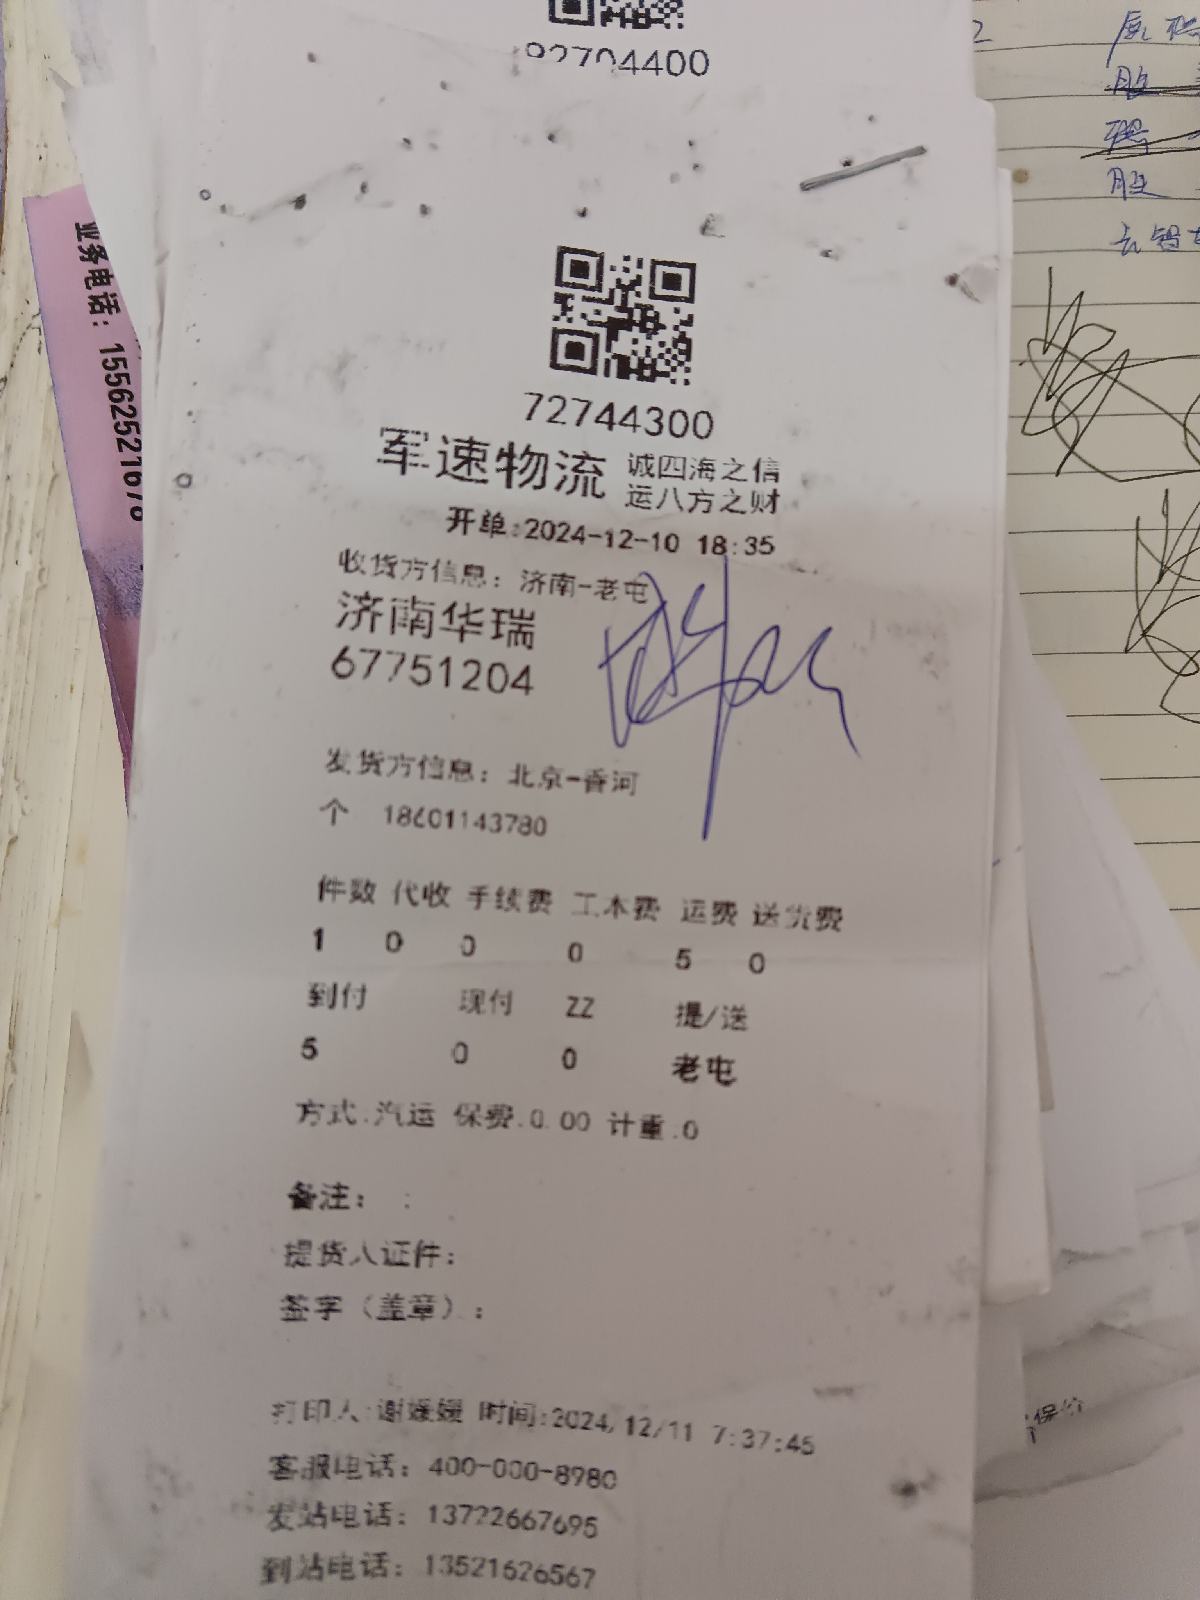 92704400
72744300
军速物流 诚四海之信
运八方之财
开单:2024-12-10 18:35
收货方信息：济南-老屯
济南华瑞
67751204
发货方信息：北京-香河
个 18601143780
件数 代收 手续费 工本费 运费 送货费
1 0 0 0 5 0
到付 现付 ZZ 提/送
5 0 0 老屯
方式:汽运 保费:0.00 计重:0
备注： :
提货人证件：
签字（盖章）：
打印人:谢媛媛 时间:2024/12/11 7:37:45
客服电话：400-000-8980
发站电话：13722667695
到站电话：13521626567
业务电话：15562521678
保价